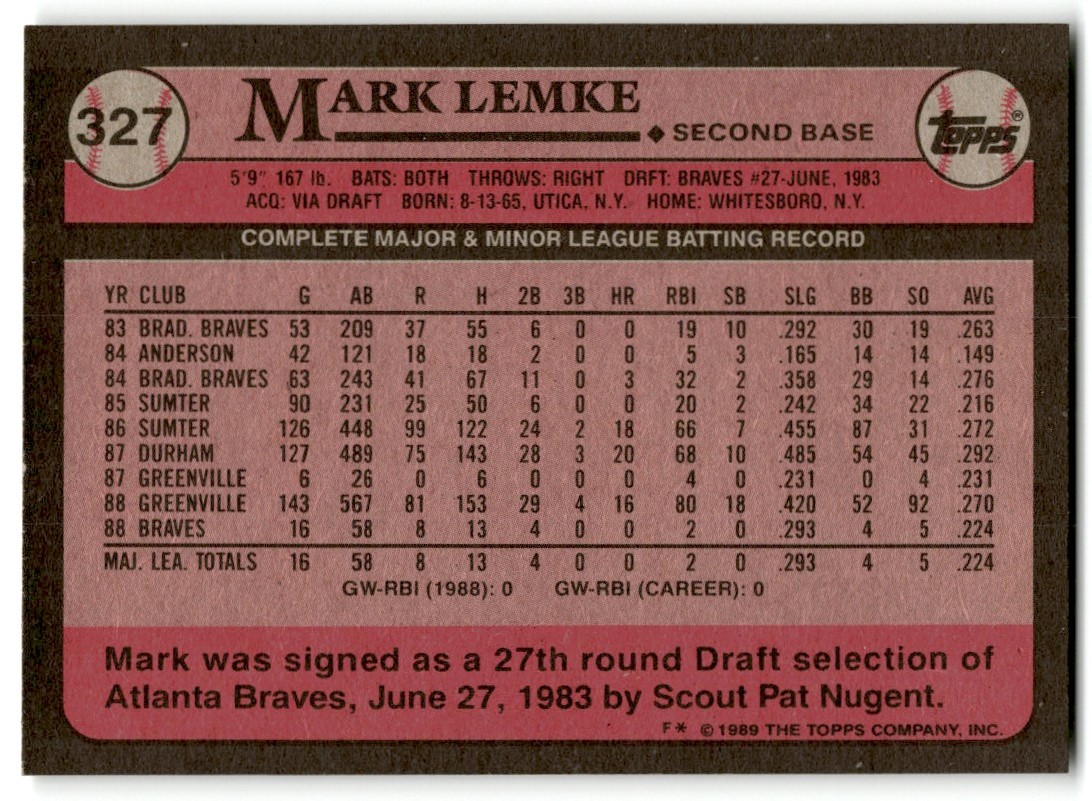 327
MARK LEMKE
◆ SECOND BASE
TOPPS®
5'9" 167 lb. BATS: BOTH THROWS: RIGHT DRFT: BRAVES #27-JUNE, 1983
ACQ: VIA DRAFT BORN: 8-13-65, UTICA, N.Y. HOME: WHITESBORO, N.Y.
COMPLETE MAJOR & MINOR LEAGUE BATTING RECORD
YR CLUB G AB R H 2B 3B HR RBI SB SLG BB SO AVG
83 BRAD. BRAVES 53 209 37 55 6 0 0 19 10 .292 30 19 .263
84 ANDERSON 42 121 18 18 2 0 0 5 3 .165 14 14 .149
84 BRAD. BRAVES 63 243 41 67 11 0 3 32 2 .358 29 14 .276
85 SUMTER 90 231 25 50 6 0 0 20 2 .242 34 22 .216
86 SUMTER 126 448 99 122 24 2 18 66 7 .455 87 31 .272
87 DURHAM 127 489 75 143 28 3 20 68 10 .485 54 45 .292
87 GREENVILLE 6 26 0 6 0 0 0 4 0 .231 0 4 .231
88 GREENVILLE 143 567 81 153 29 4 16 80 18 .420 52 92 .270
88 BRAVES 16 58 8 13 4 0 0 2 0 .293 4 5 .224
MAJ. LEA. TOTALS 16 58 8 13 4 0 0 2 0 .293 4 5 .224
GW-RBI (1988): 0 GW-RBI (CAREER): 0
Mark was signed as a 27th round Draft selection of
Atlanta Braves, June 27, 1983 by Scout Pat Nugent.
F* © 1989 THE TOPPS COMPANY, INC.